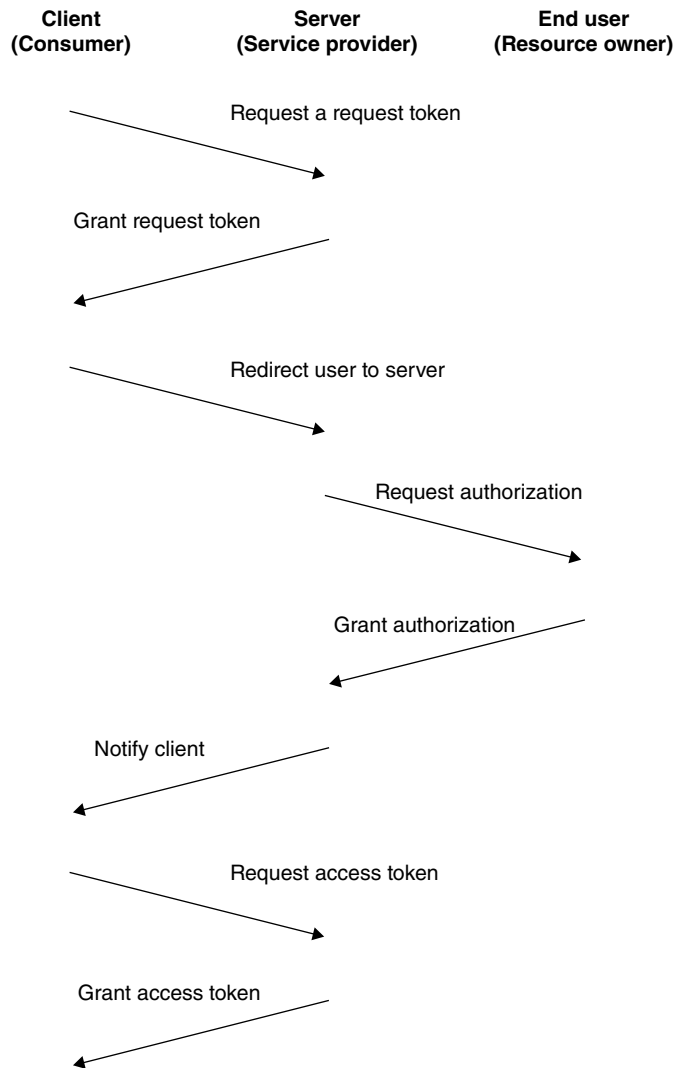 Client
(Consumer)
Server
(Service provider)
End user
(Resource owner)
Request a request token
Grant request token
Redirect user to server
Request authorization
Grant authorization
Notify client
Request access token
Grant access token